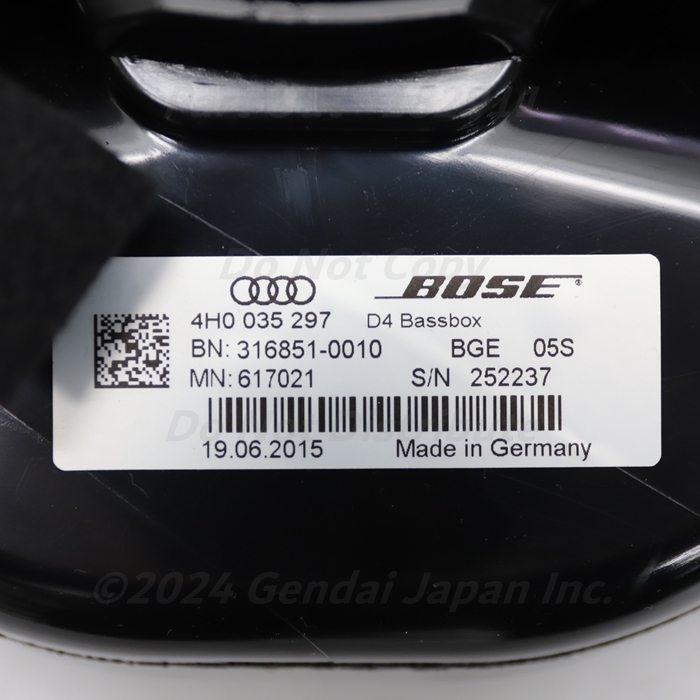 Do Not Copy
BOSE®
4H0 035 297 D4 Bassbox
BN: 316851-0010 BGE 05S
MN: 617021 S/N 252237
19.06.2015 Made in Germany
©2024 Gendai Japan Inc.